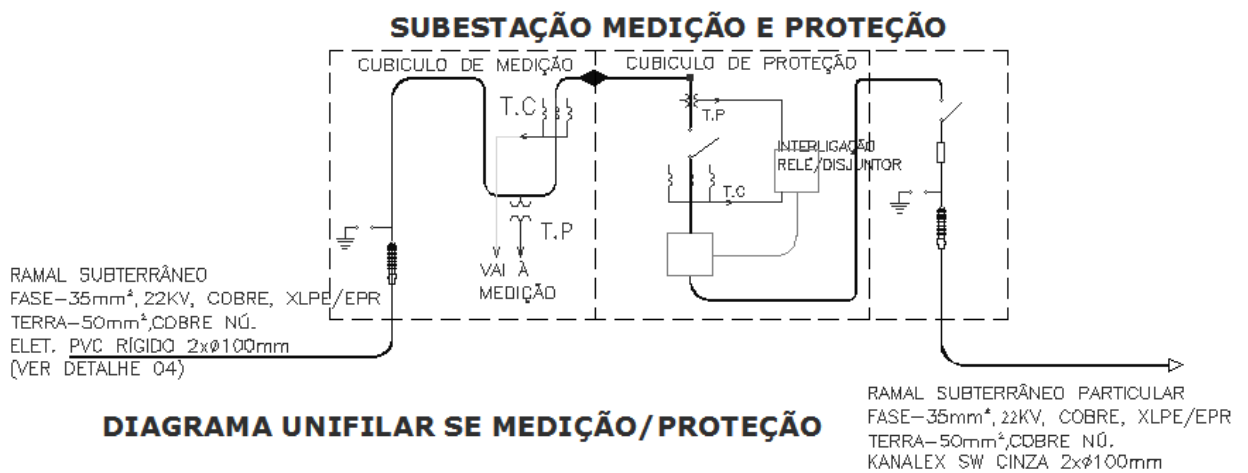 SUBESTAÇÃO MEDIÇÃO E PROTEÇÃO
CUBICULO DE MEDIÇÃO
CUBICULO DE PROTEÇÃO
T.C
T.P
INTERLIGAÇÃO
RELÉ/DISJUNTOR
T.C
T.P
VAI À
MEDIÇÃO
RAMAL SUBTERRÂNEO
FASE-35mm², 22KV, COBRE, XLPE/EPR
TERRA-50mm²,COBRE NÚ.
ELET. PVC RÍGIDO 2xø100mm
(VER DETALHE 04)
RAMAL SUBTERRÂNEO PARTICULAR
FASE-35mm², 22KV, COBRE, XLPE/EPR
TERRA-50mm²,COBRE NÚ.
KANALEX SW CINZA 2xø100mm
DIAGRAMA UNIFILAR SE MEDIÇÃO/PROTEÇÃO